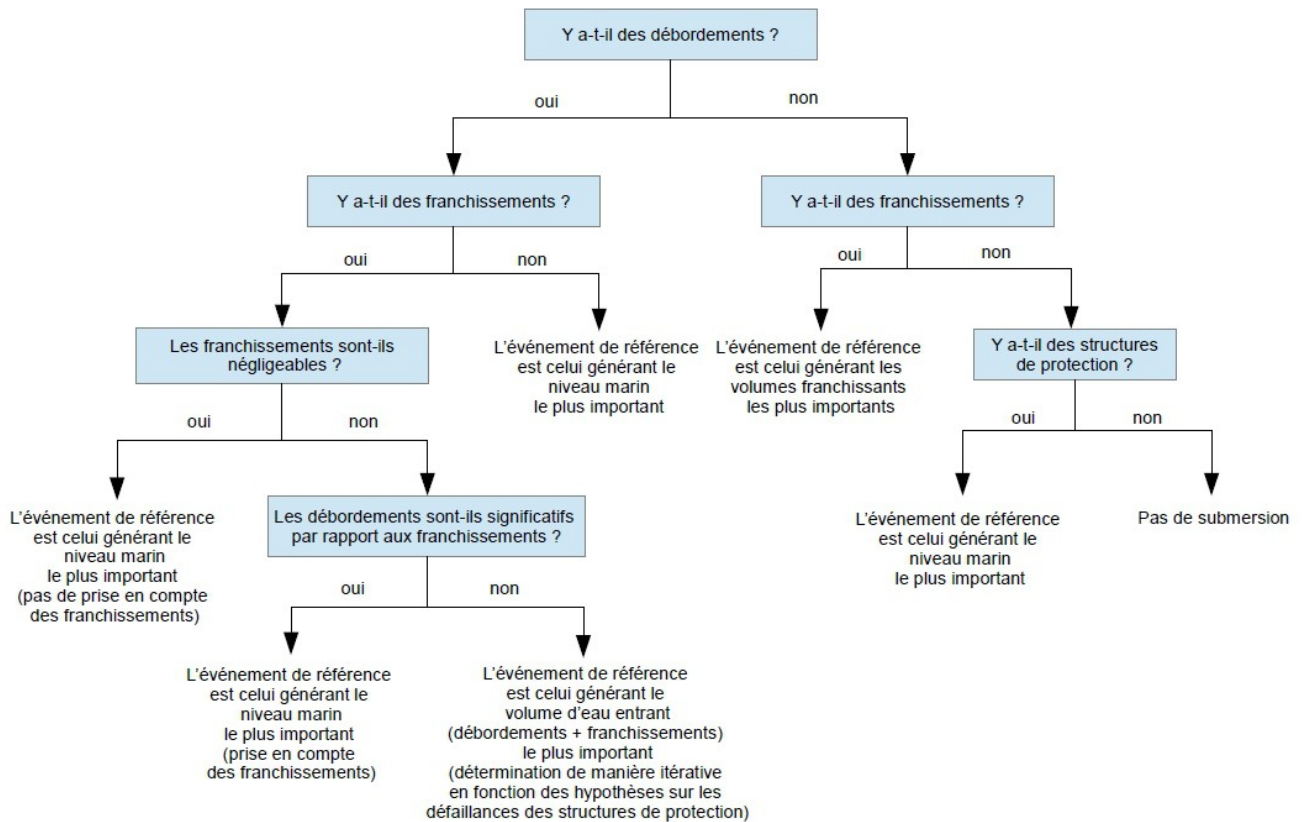 Y a-t-il des débordements ?
oui
non
Y a-t-il des franchissements ?
Y a-t-il des franchissements ?
oui
non
oui
non
Les franchissements sont-ils
négligeables ?
L'événement de référence
est celui générant le
niveau marin
le plus important
L'événement de référence
est celui générant les
volumes franchissants
les plus importants
Y a-t-il des structures
de protection ?
oui
non
oui
non
L'événement de référence
est celui générant le
niveau marin
le plus important
(pas de prise en compte
des franchissements)
Les débordements sont-ils significatifs
par rapport aux franchissements ?
L'événement de référence
est celui générant le
niveau marin
le plus important
Pas de submersion
oui
non
L'événement de référence
est celui générant le
niveau marin
le plus important
(prise en compte
des franchissements)
L'événement de référence
est celui générant le
volume d'eau entrant
(débordements + franchissements)
le plus important
(détermination de manière itérative
en fonction des hypothèses sur les
défaillances des structures de protection)